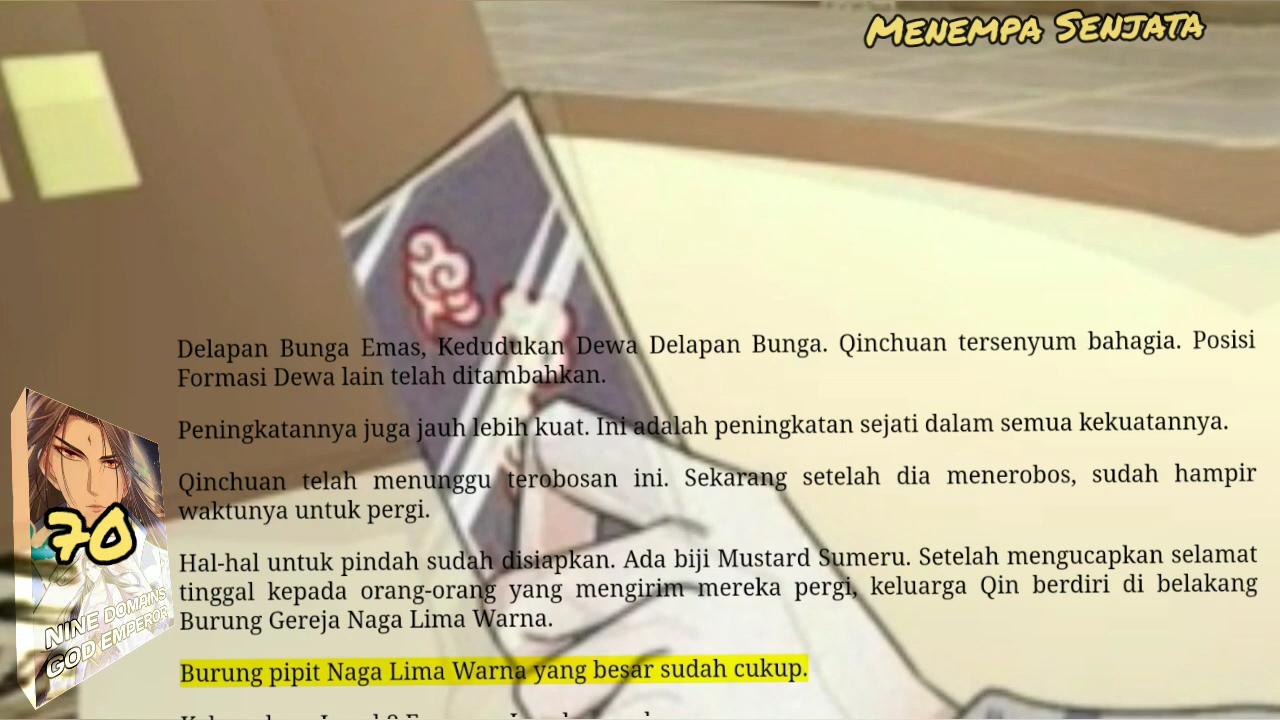 Menempa Senjata
Delapan Bunga Emas, Kedudukan Dewa Delapan Bunga. Qinchuan tersenyum bahagia. Posisi
Formasi Dewa lain telah ditambahkan.
Peningkatannya juga jauh lebih kuat. Ini adalah peningkatan sejati dalam semua kekuatannya.
Qinchuan telah menunggu terobosan ini. Sekarang setelah dia menerobos, sudah hampir
waktunya untuk pergi.
Hal-hal untuk pindah sudah disiapkan. Ada biji Mustard Sumeru. Setelah mengucapkan selamat
tinggal kepada orang-orang yang mengirim mereka pergi, keluarga Qin berdiri di belakang
Burung Gereja Naga Lima Warna.
Burung pipit Naga Lima Warna yang besar sudah cukup.
70
NINE DOMAINS
GOD EMPEROR